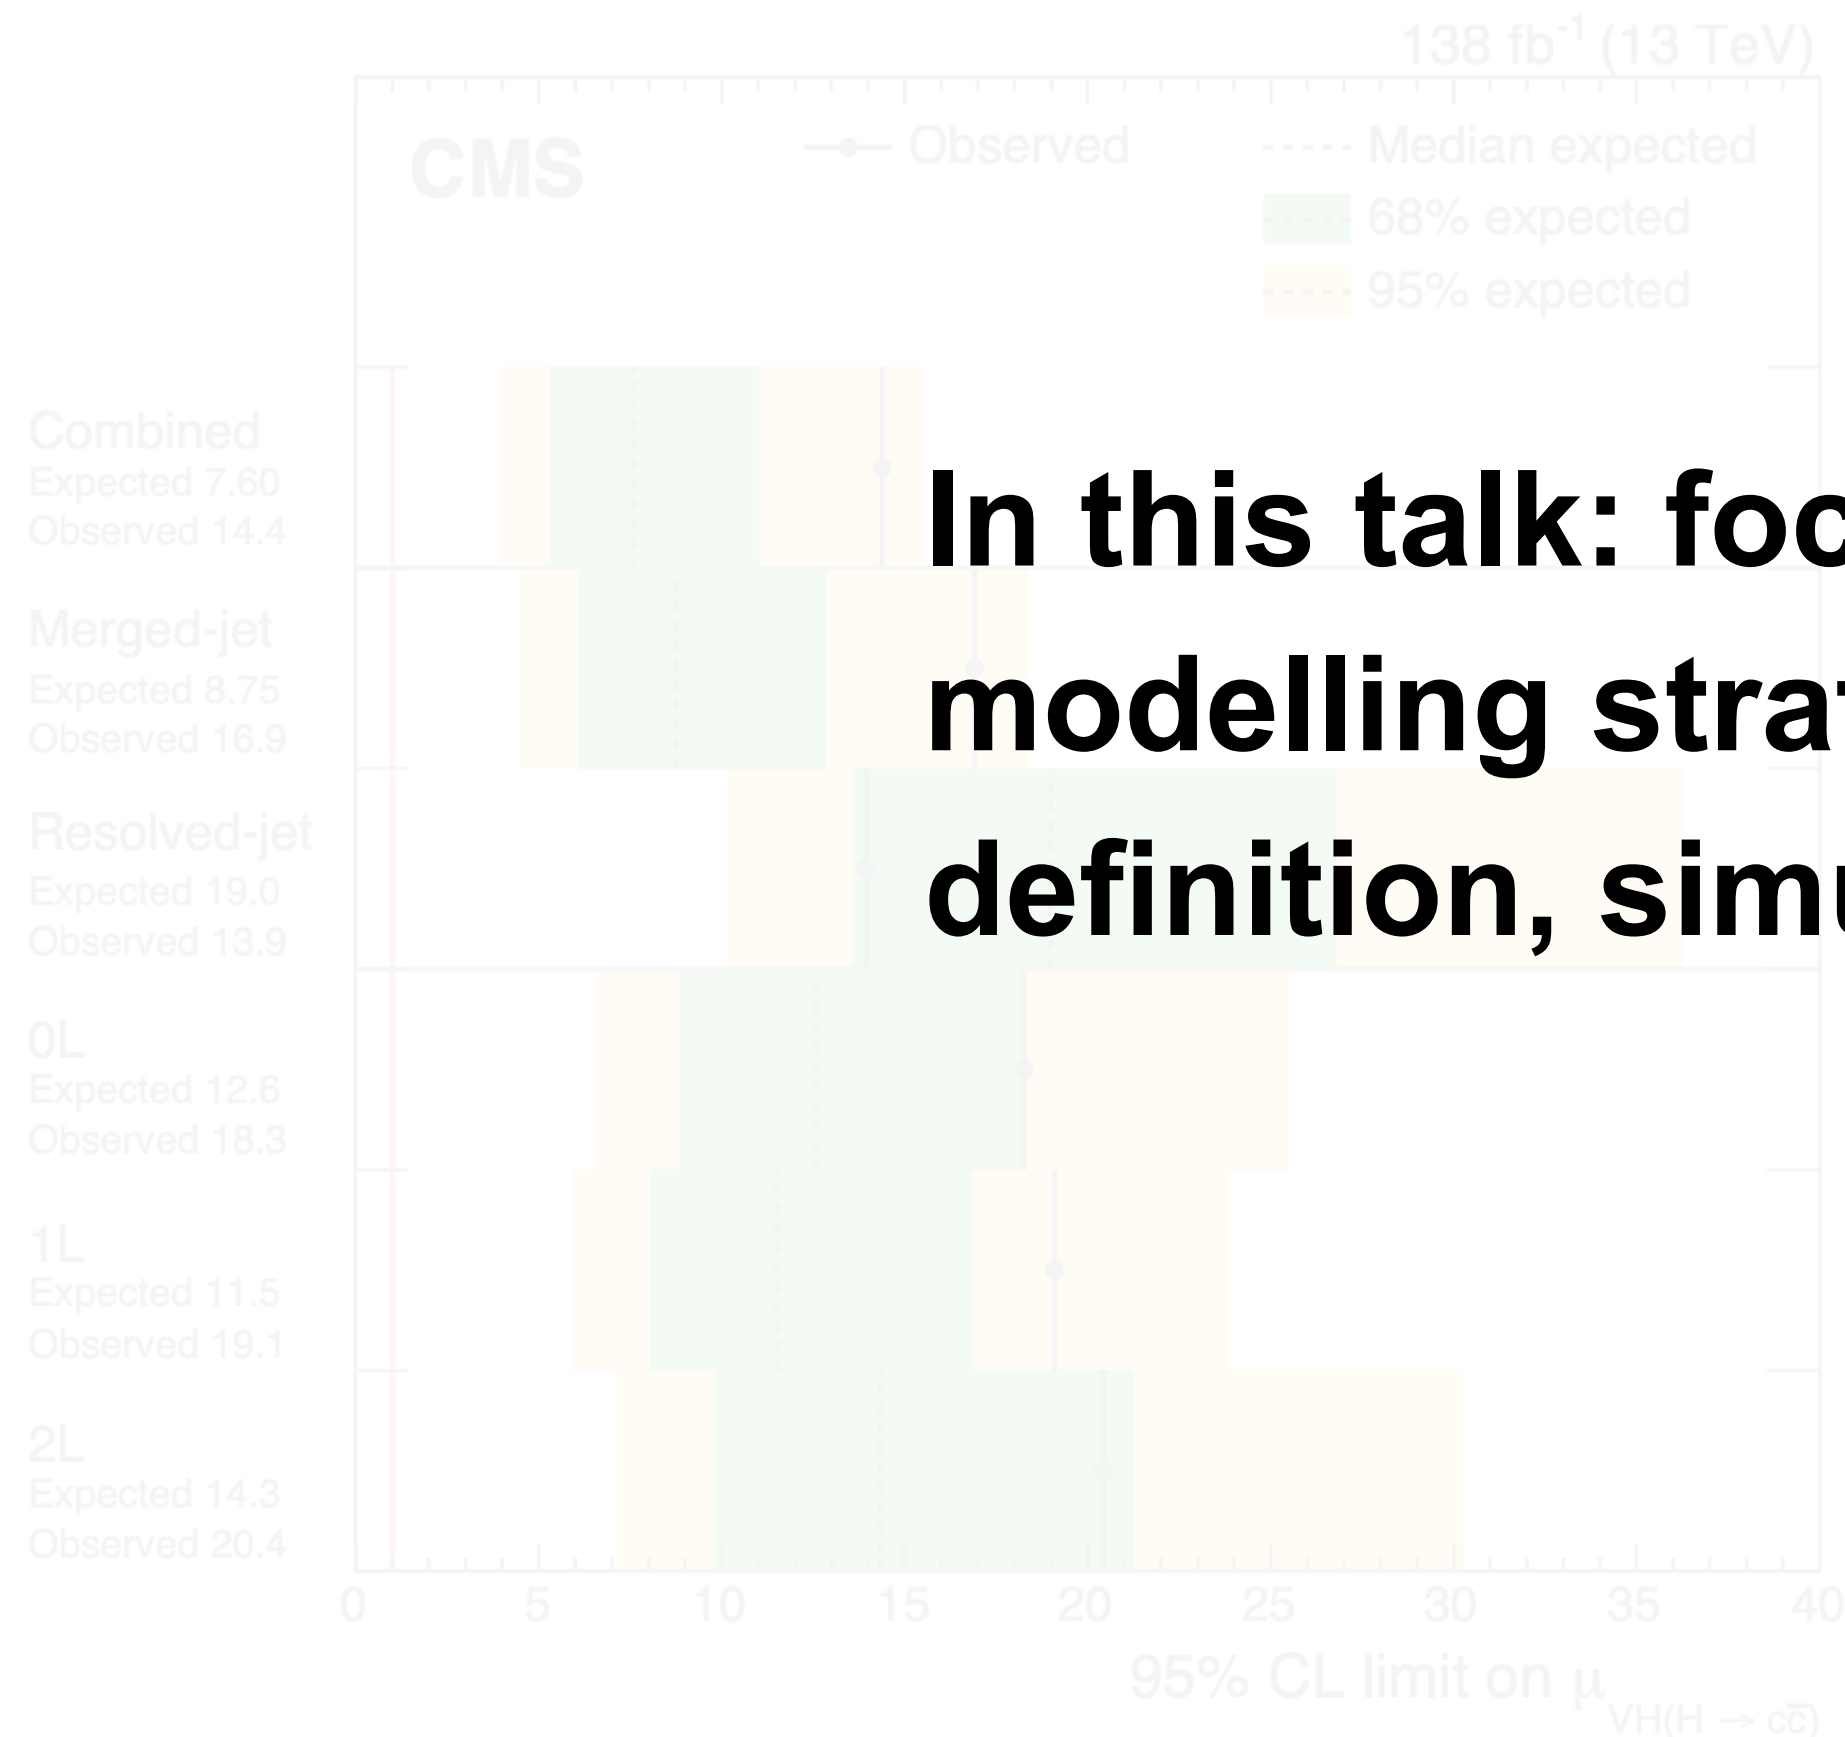 138 fb⁻¹ (13 TeV)
CMS
Observed
Median expected
68% expected
95% expected
Combined
Expected 7.60
Observed 14.4
Merged-jet
Expected 8.75
Observed 16.9
Resolved-jet
Expected 19.0
Observed 13.9
0L
Expected 12.6
Observed 18.3
1L
Expected 11.5
Observed 19.1
2L
Expected 14.3
Observed 20.4
In this talk: foc
modelling strat
definition, simu
0 5 10 15 20 25 30 35 40
95% CL limit on μ VH(H → cc̅)